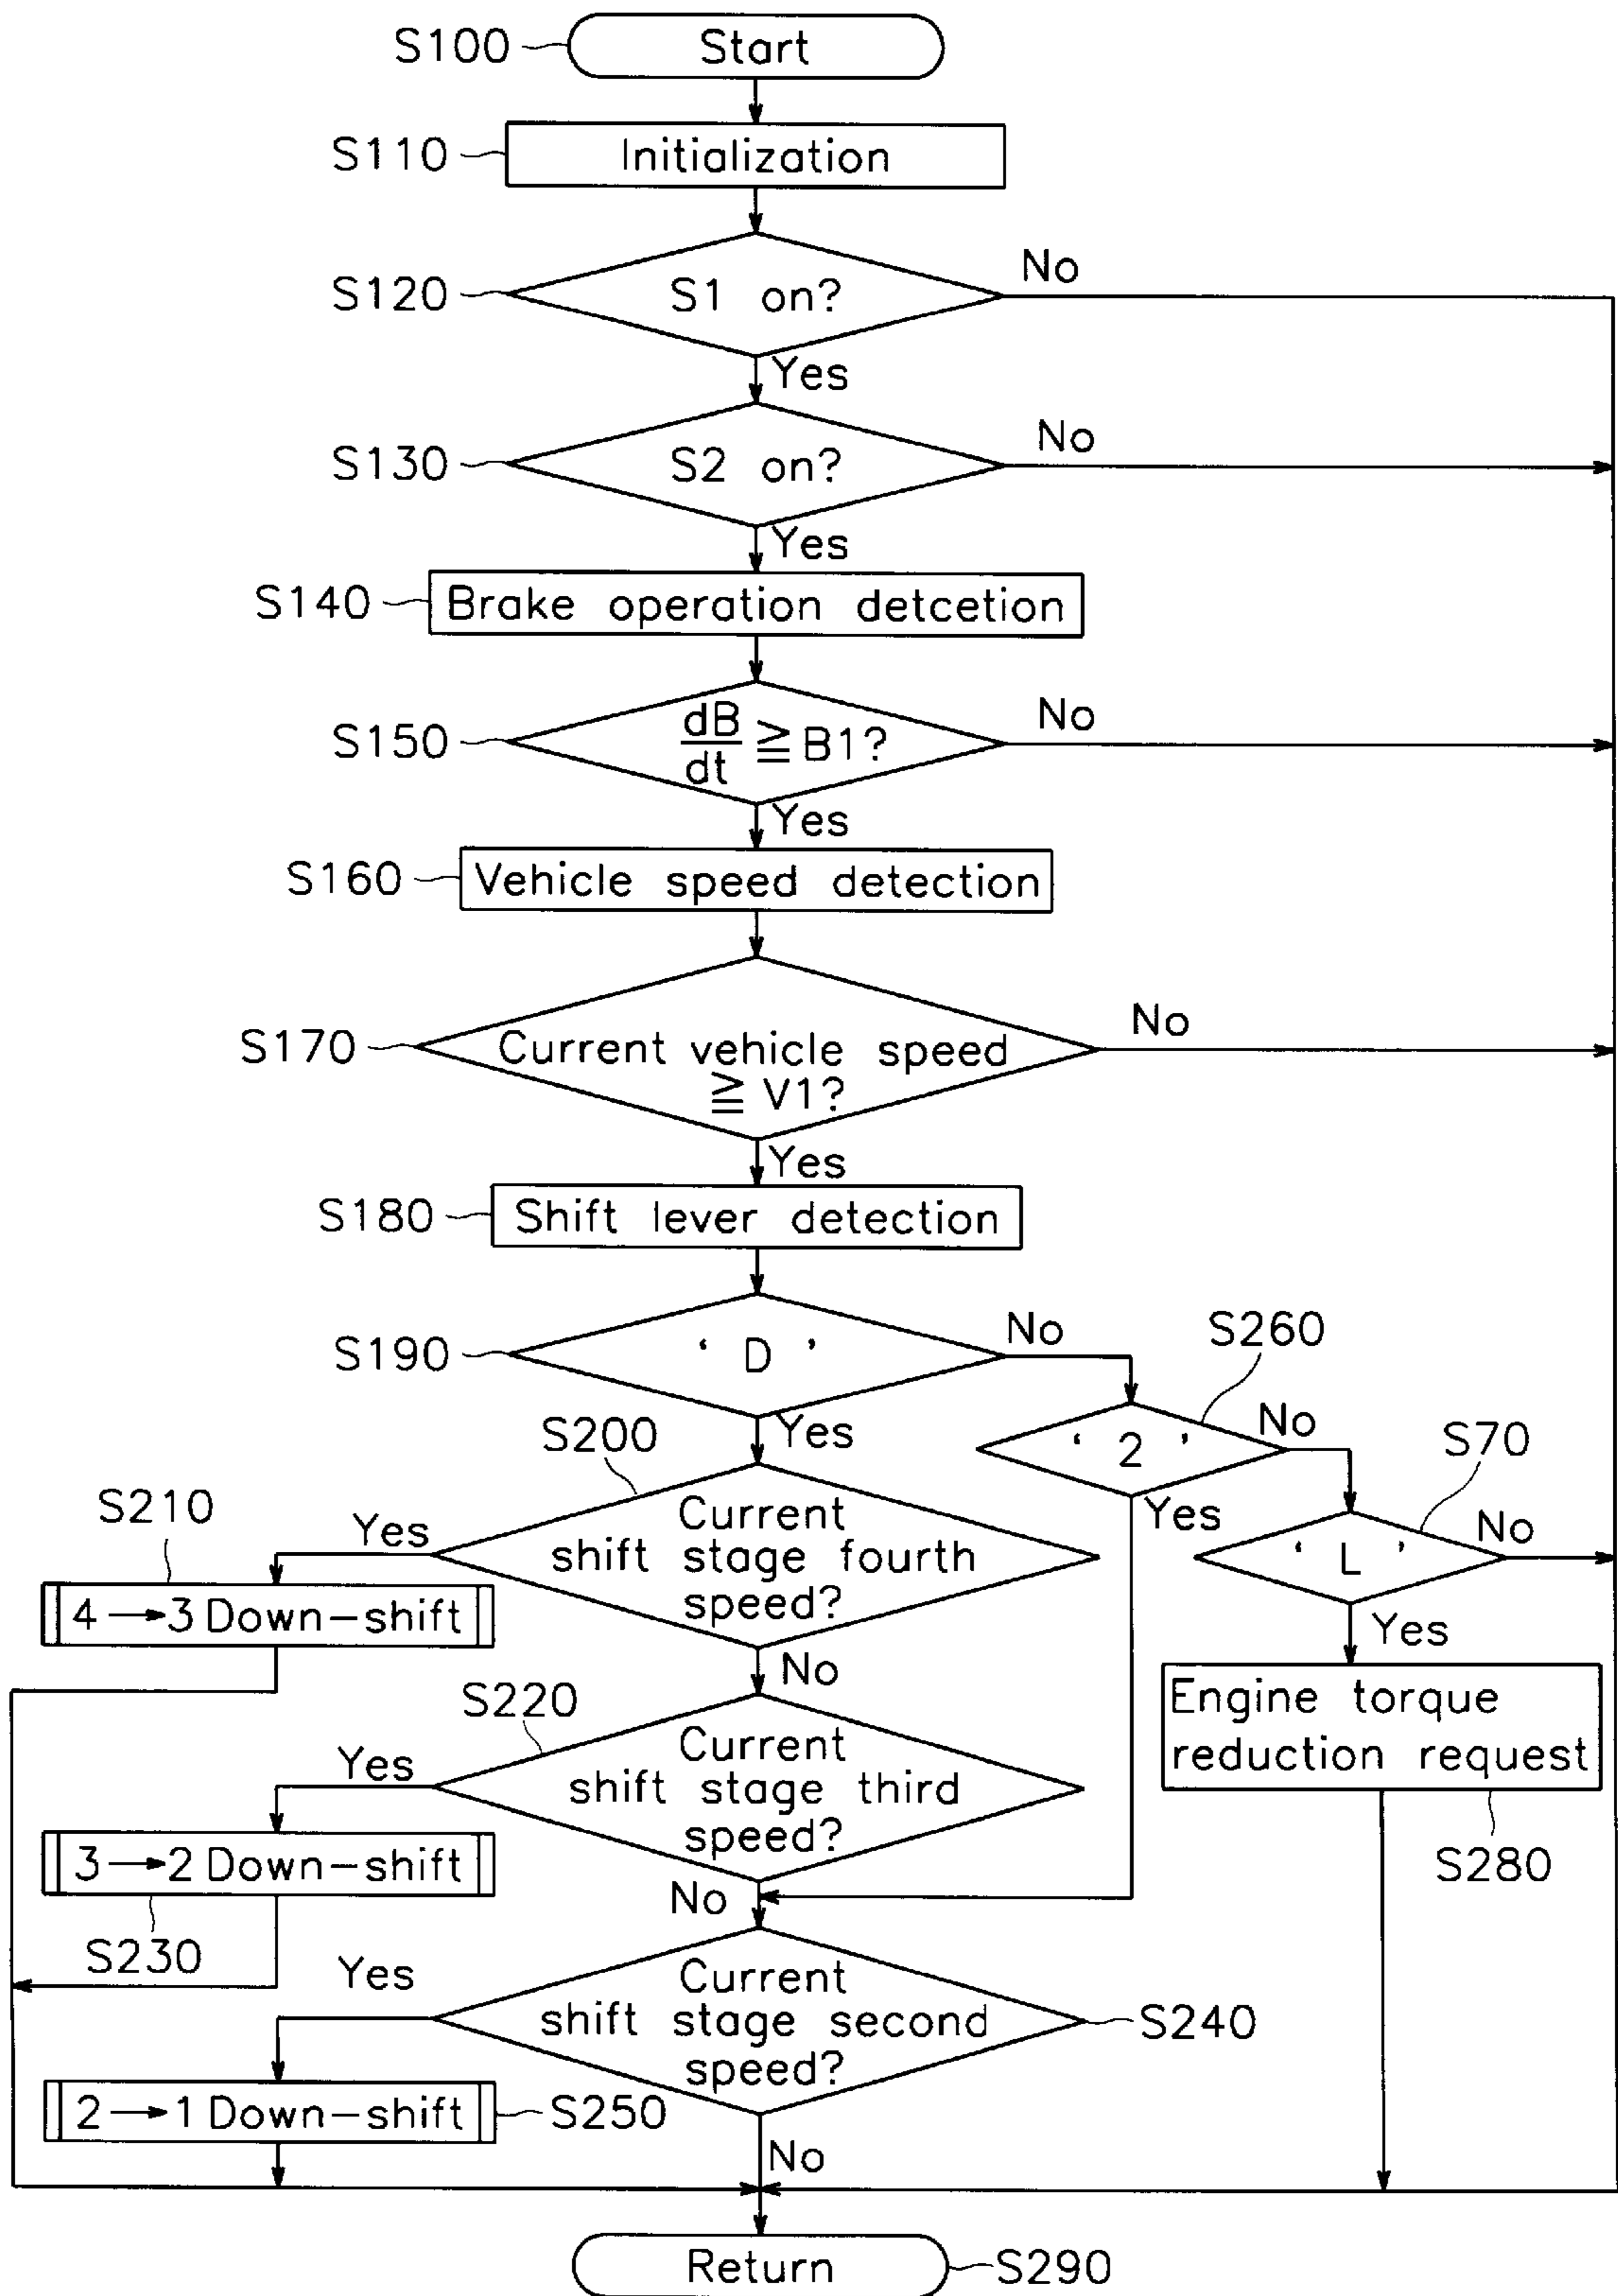 S100
Start
S110
Initialization
S120
S1 on?
No
Yes
S130
S2 on?
No
Yes
S140
Brake operation detcetion
S150
dB
dt
≧ B1?
No
Yes
S160
Vehicle speed detection
S170
Current vehicle speed
≧ V1?
No
Yes
S180
Shift lever detection
S190
‘ D ’
No
Yes
S260
‘ 2 ’
No
Yes
S70
‘ L ’
No
Yes
S200
Current
shift stage fourth
speed?
Yes
No
S210
4→3 Down-shift
Engine torque
reduction request
S280
S220
Current
shift stage third
speed?
Yes
No
3→2 Down-shift
S230
Current
shift stage second
speed?
S240
Yes
No
2→1 Down-shift
S250
Return
S290